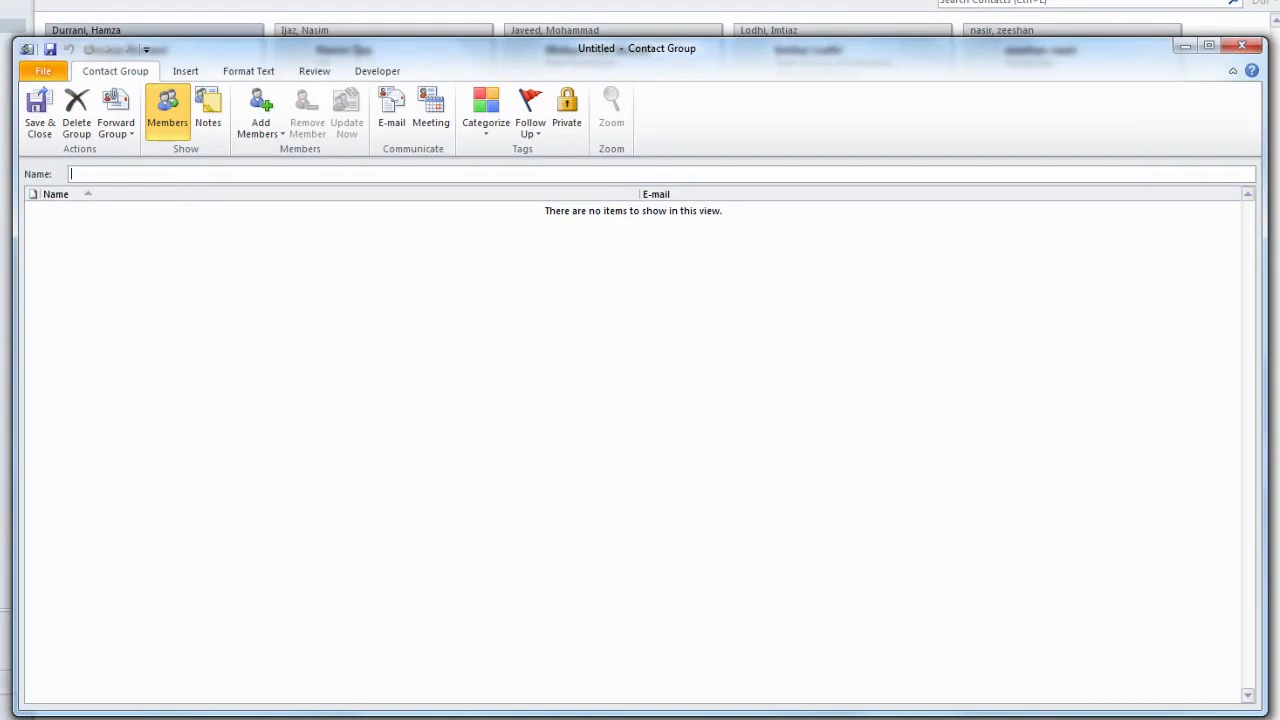 Search Contacts (Ctrl+E)
Durrani, Hamza
Ijaz, Nasim
Javeed, Mohammad
Lodhi, Imtiaz
nasir, zeeshan
Untitled - Contact Group
File
Contact Group
Insert
Format Text
Review
Developer
Save & Close
Delete Group
Forward Group
Members
Notes
Add Members
Remove Member
Update Now
E-mail
Meeting
Categorize
Follow Up
Private
Zoom
Actions
Show
Members
Communicate
Tags
Zoom
Name:
Name
E-mail
There are no items to show in this view.